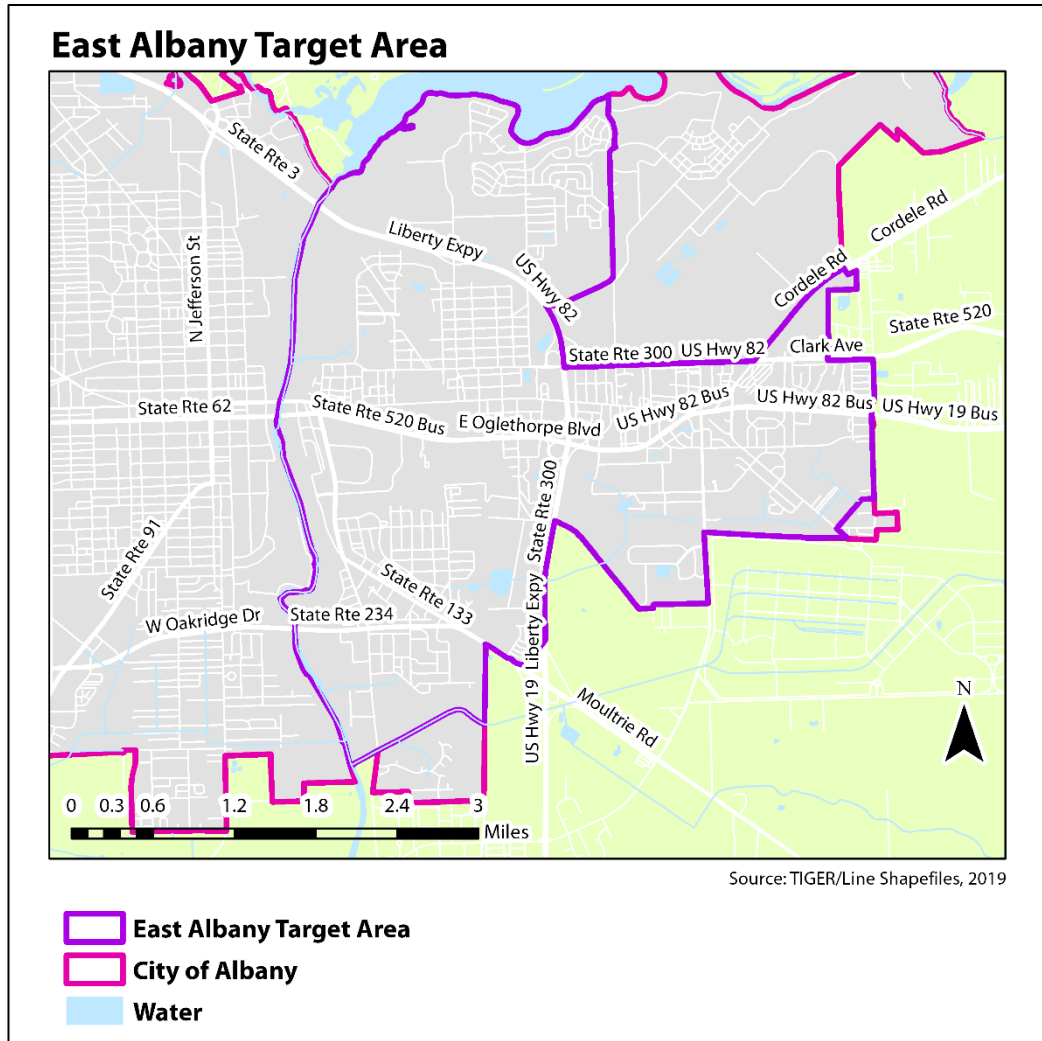 East Albany Target Area
State Rte 3
N Jefferson St
Liberty Expy
US Hwy 82
Cordele Rd
Cordele Rd
State Rte 520
State Rte 300
US Hwy 82
Clark Ave
State Rte 62
State Rte 520 Bus
E Oglethorpe Blvd
US Hwy 82 Bus
US Hwy 82 Bus
US Hwy 19 Bus
State Rte 91
State Rte 300
Liberty Expy
US Hwy 19
State Rte 133
W Oakridge Dr
State Rte 234
Moultrie Rd
N
0 0.3 0.6 1.2 1.8 2.4 3
Miles
Source: TIGER/Line Shapefiles, 2019
East Albany Target Area
City of Albany
Water